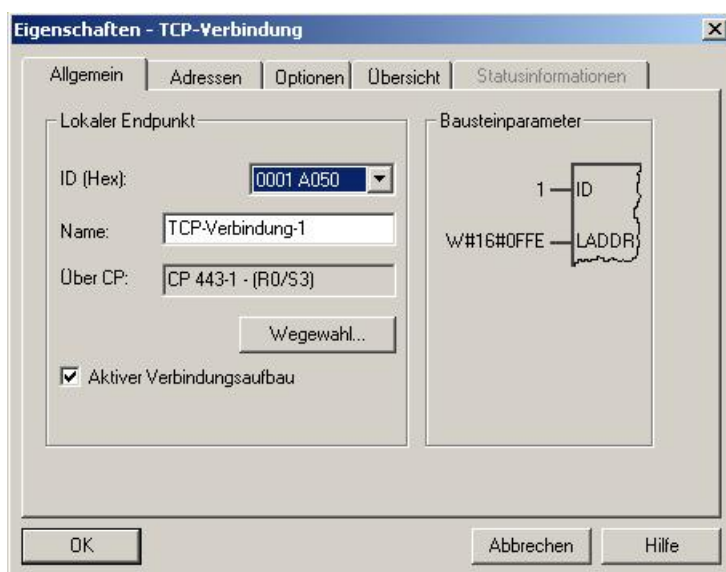 Eigenschaften - TCP-Verbindung
Allgemein
Adressen
Optionen
Übersicht
Statusinformationen
Lokaler Endpunkt
ID (Hex):
0001 A050
Name:
TCP-Verbindung-1
Über CP:
CP 443-1 - (R0/S3)
Wegewahl...
Aktiver Verbindungsaufbau
Bausteinparameter
1
ID
W#16#0FFE
LADDR
OK
Abbrechen
Hilfe